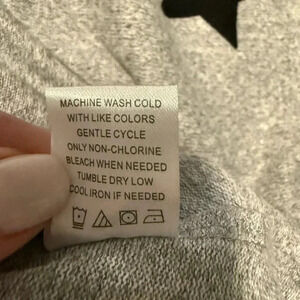 MACHINE WASH COLD
WITH LIKE COLORS
GENTLE CYCLE
ONLY NON-CHLORINE
BLEACH WHEN NEEDED
TUMBLE DRY LOW
COOL IRON IF NEEDED